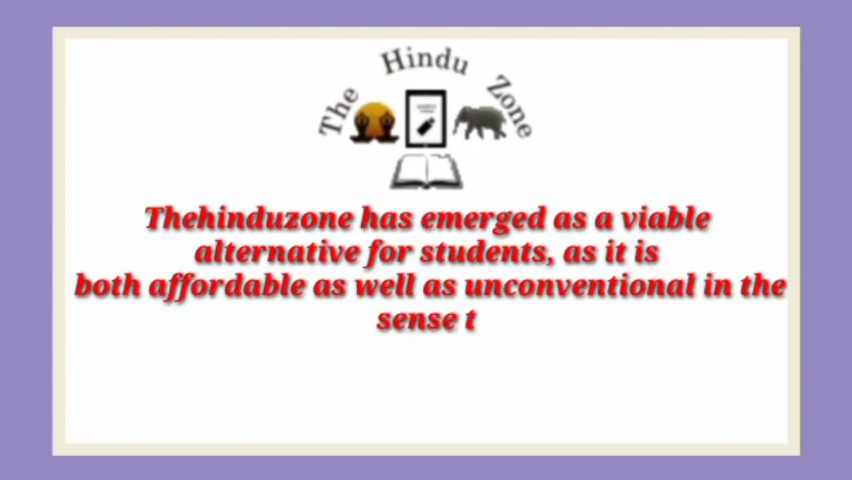 The Hindu Zone
Thehinduzone has emerged as a viable
alternative for students, as it is
both affordable as well as unconventional in the
sense t